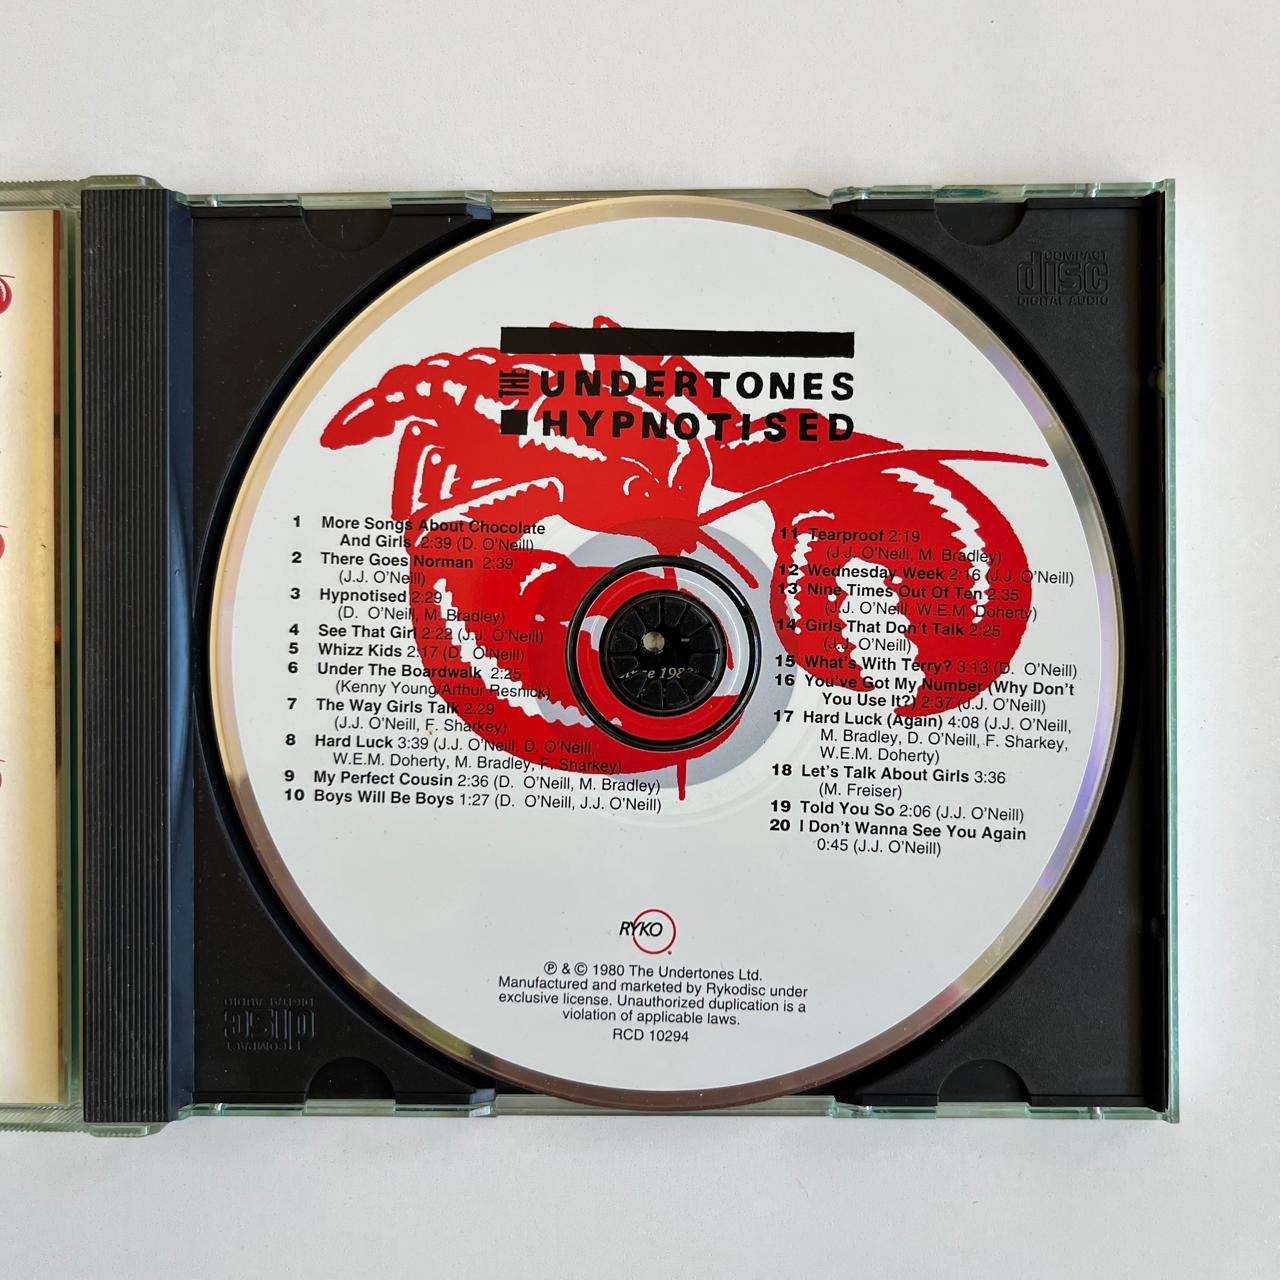 COMPACT
disc
DIGITAL AUDIO
THE UNDERTONES
HYPNOTISED
1 More Songs About Chocolate
And Girls 2:39 (D. O'Neill)
2 There Goes Norman 2:39
(J.J. O'Neill)
3 Hypnotised 2:29
(D. O'Neill, M. Bradley)
4 See That Girl 2:22 (J.J. O'Neill)
5 Whizz Kids 2:17 (D. O'Neill)
6 Under The Boardwalk 2:25
(Kenny Young/Arthur Resnick)
7 The Way Girls Talk 2:29
(J.J. O'Neill, F. Sharkey)
8 Hard Luck 3:39 (J.J. O'Neill, D. O'Neill,
W.E.M. Doherty, M. Bradley, F. Sharkey)
9 My Perfect Cousin 2:36 (D. O'Neill, M. Bradley)
10 Boys Will Be Boys 1:27 (D. O'Neill, J.J. O'Neill)
11 Tearproof 2:19
(J.J. O'Neill, M. Bradley)
12 Wednesday Week 2:16 (J.J. O'Neill)
13 Nine Times Out Of Ten 2:35
(J.J. O'Neill, W.E.M. Doherty)
14 Girls That Don't Talk 2:25
(J.J. O'Neill)
15 What's With Terry? 3:13 (D. O'Neill)
16 You've Got My Number (Why Don't
You Use It?) 2:37 (J.J. O'Neill)
17 Hard Luck (Again) 4:08 (J.J. O'Neill,
M. Bradley, D. O'Neill, F. Sharkey,
W.E.M. Doherty)
18 Let's Talk About Girls 3:36
(M. Freiser)
19 Told You So 2:06 (J.J. O'Neill)
20 I Don't Wanna See You Again
0:45 (J.J. O'Neill)
RYKO
℗ & © 1980 The Undertones Ltd.
Manufactured and marketed by Rykodisc under
exclusive license. Unauthorized duplication is a
violation of applicable laws.
RCD 10294
COMPACT
disc
DIGITAL AUDIO